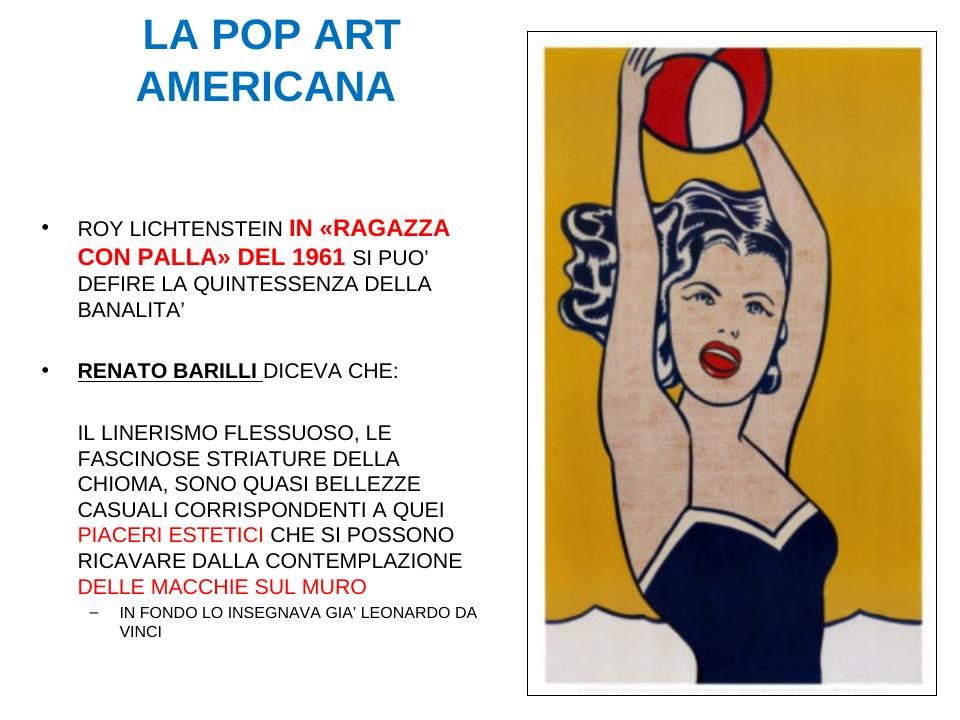 LA POP ART
AMERICANA
• ROY LICHTENSTEIN IN «RAGAZZA
CON PALLA» DEL 1961 SI PUO’
DEFIRE LA QUINTESSENZA DELLA
BANALITA’
• RENATO BARILLI DICEVA CHE:
IL LINERISMO FLESSUOSO, LE
FASCINOSE STRIATURE DELLA
CHIOMA, SONO QUASI BELLEZZE
CASUALI CORRISPONDENTI A QUEI
PIACERI ESTETICI CHE SI POSSONO
RICAVARE DALLA CONTEMPLAZIONE
DELLE MACCHIE SUL MURO
– IN FONDO LO INSEGNAVA GIA’ LEONARDO DA
VINCI